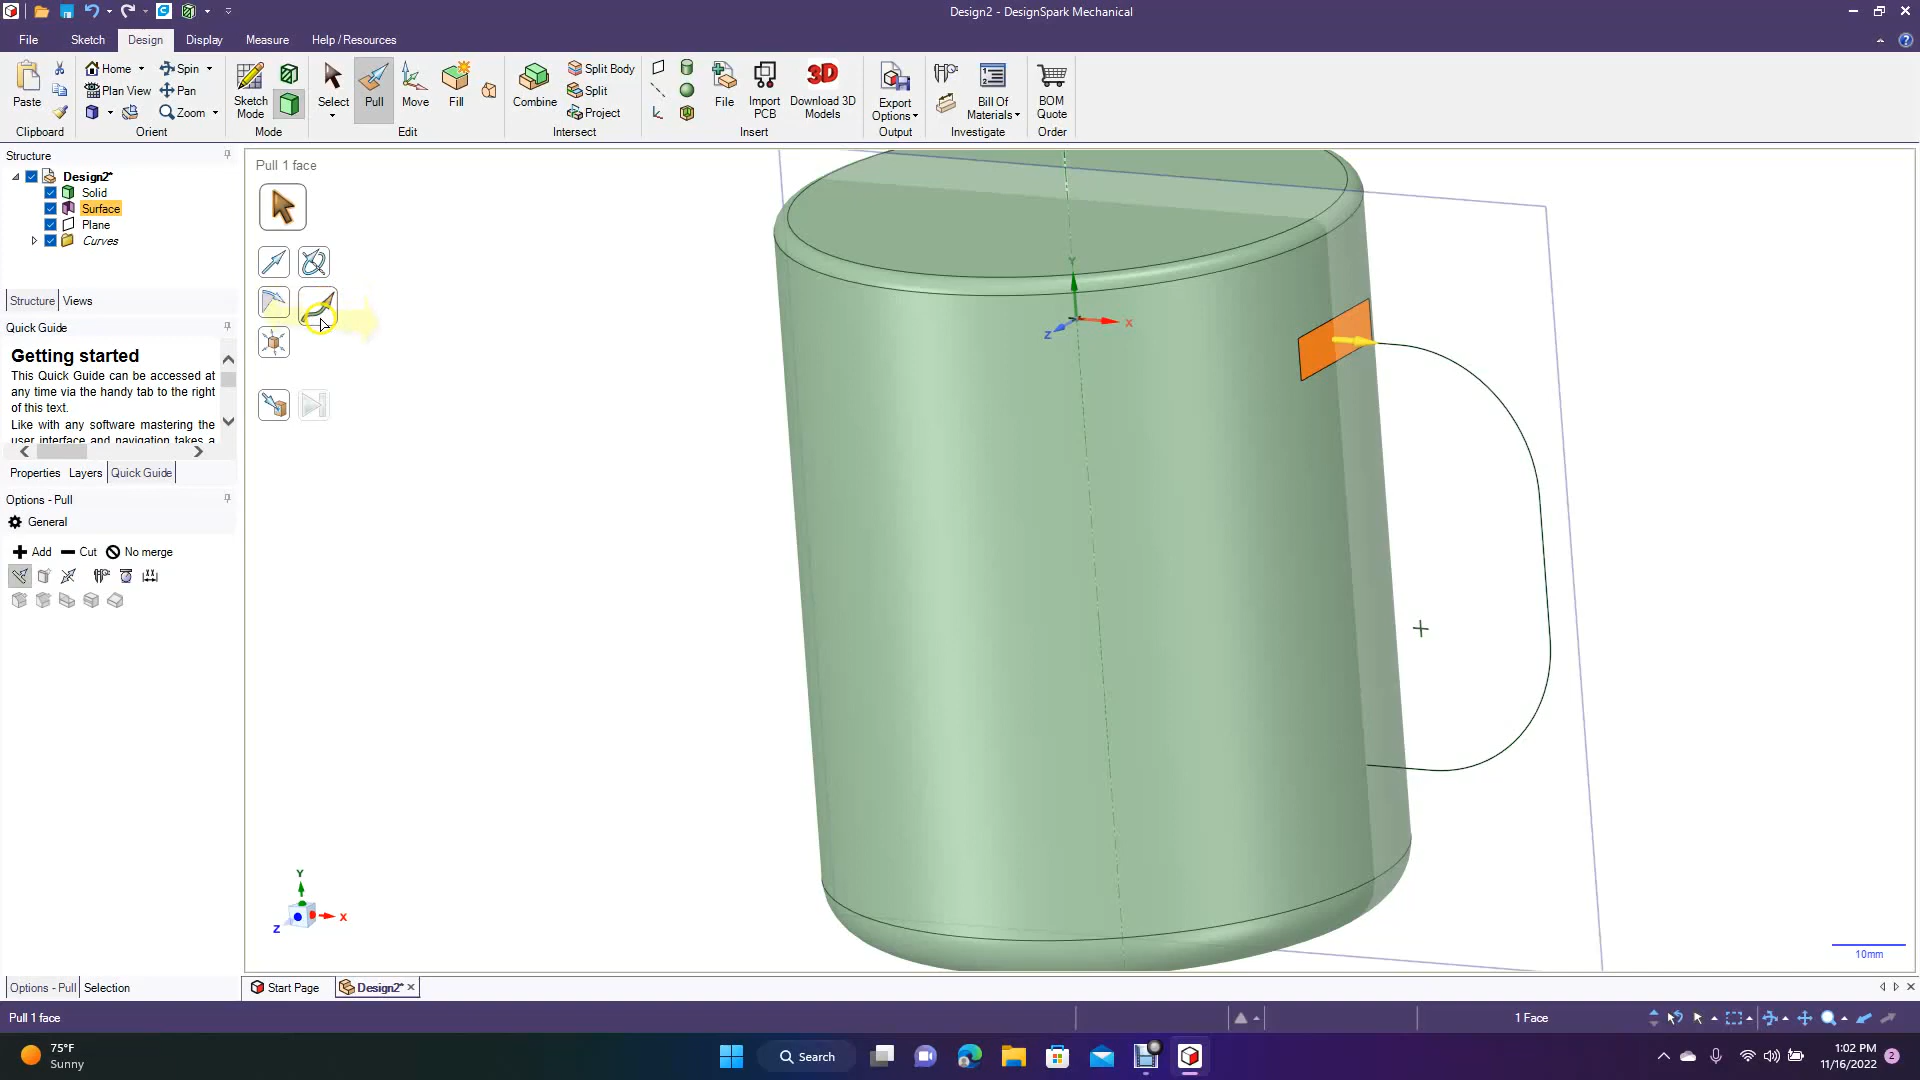 Design2 - DesignSpark Mechanical
File
Sketch
Design
Display
Measure
Help / Resources
Paste
Clipboard
Home
Plan View
Spin
Pan
Zoom
Orient
Sketch
Mode
Mode
Select
Pull
Move
Fill
Edit
Combine
Split Body
Split
Project
Intersect
File
Import
PCB
Download 3D
Models
Insert
Export
Options
Output
Bill Of
Materials
Investigate
BOM
Quote
Order
Structure
Design2*
Solid
Surface
Plane
Curves
Structure
Views
Quick Guide
Getting started
This Quick Guide can be accessed at
any time via the handy tab to the right
of this text.
Like with any software mastering the
user interface and navigation takes a
Properties
Layers
Quick Guide
Options - Pull
General
Add
Cut
No merge
Options - Pull
Selection
Pull 1 face
Y
X
Z
Y
X
Z
10mm
Start Page
Design2*
Pull 1 face
1 Face
75°F
Sunny
Search
1:02 PM
11/16/2022
2